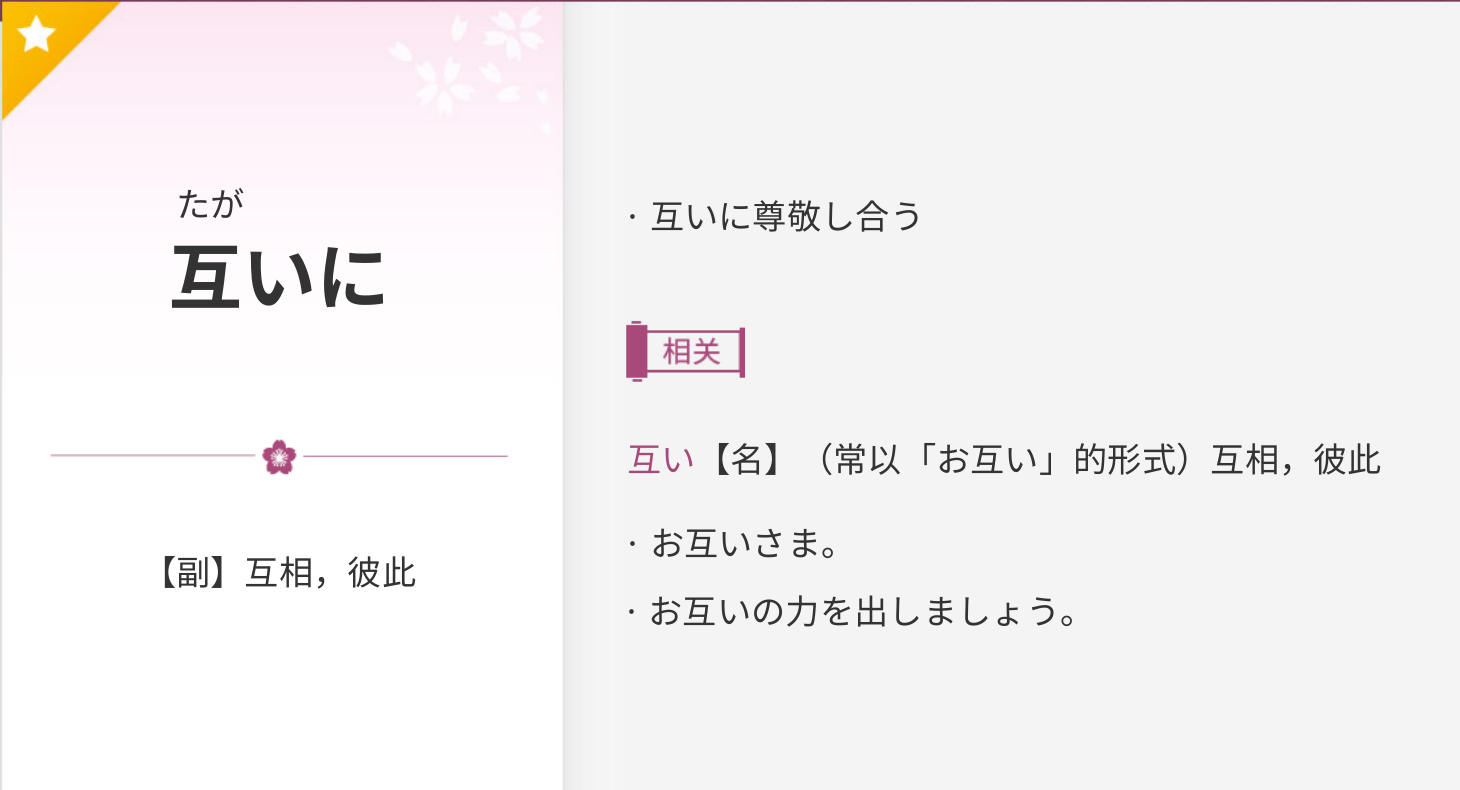 たが
互いに
【副】互相，彼此
· 互いに尊敬し合う
相关
互い【名】（常以「お互い」的形式）互相，彼此
· お互いさま。
· お互いの力を出しましょう。